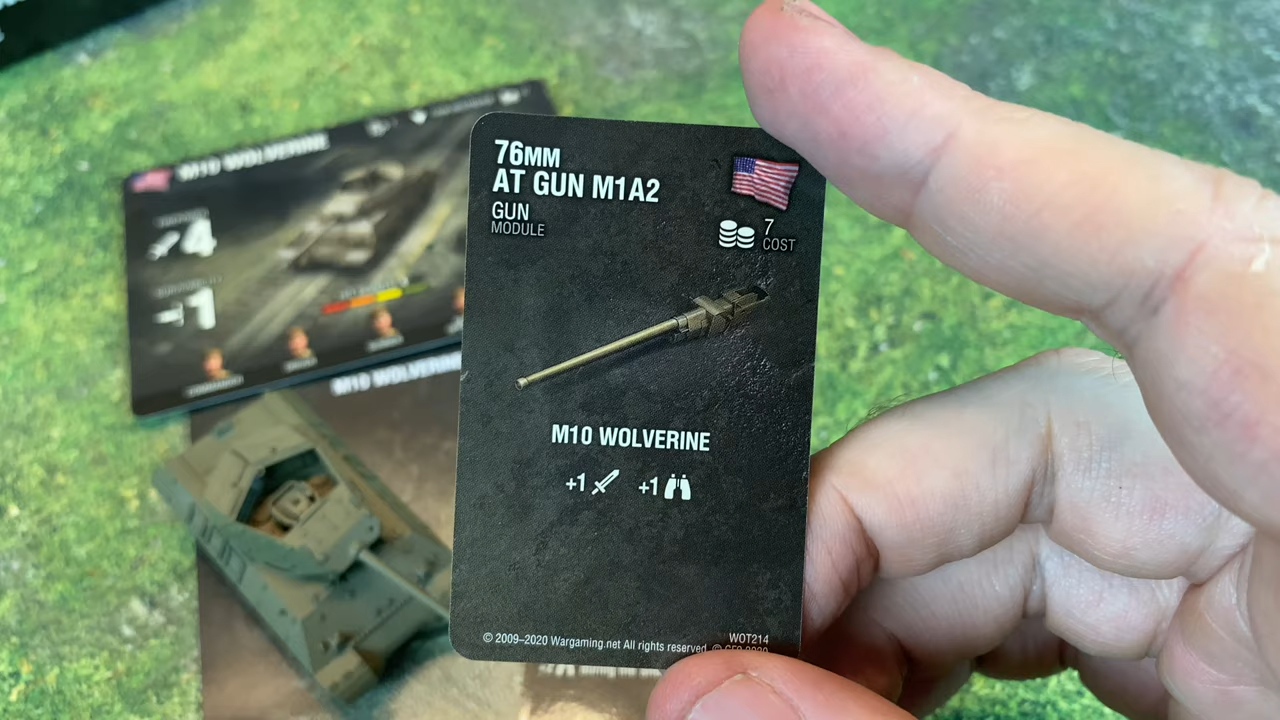 76MM
AT GUN M1A2
GUN
MODULE
7
COST
M10 WOLVERINE
+1 +1
© 2009–2020 Wargaming.net All rights reserved
WOT214
M10 WOLVERINE
4
1
M10 WOLVERINE